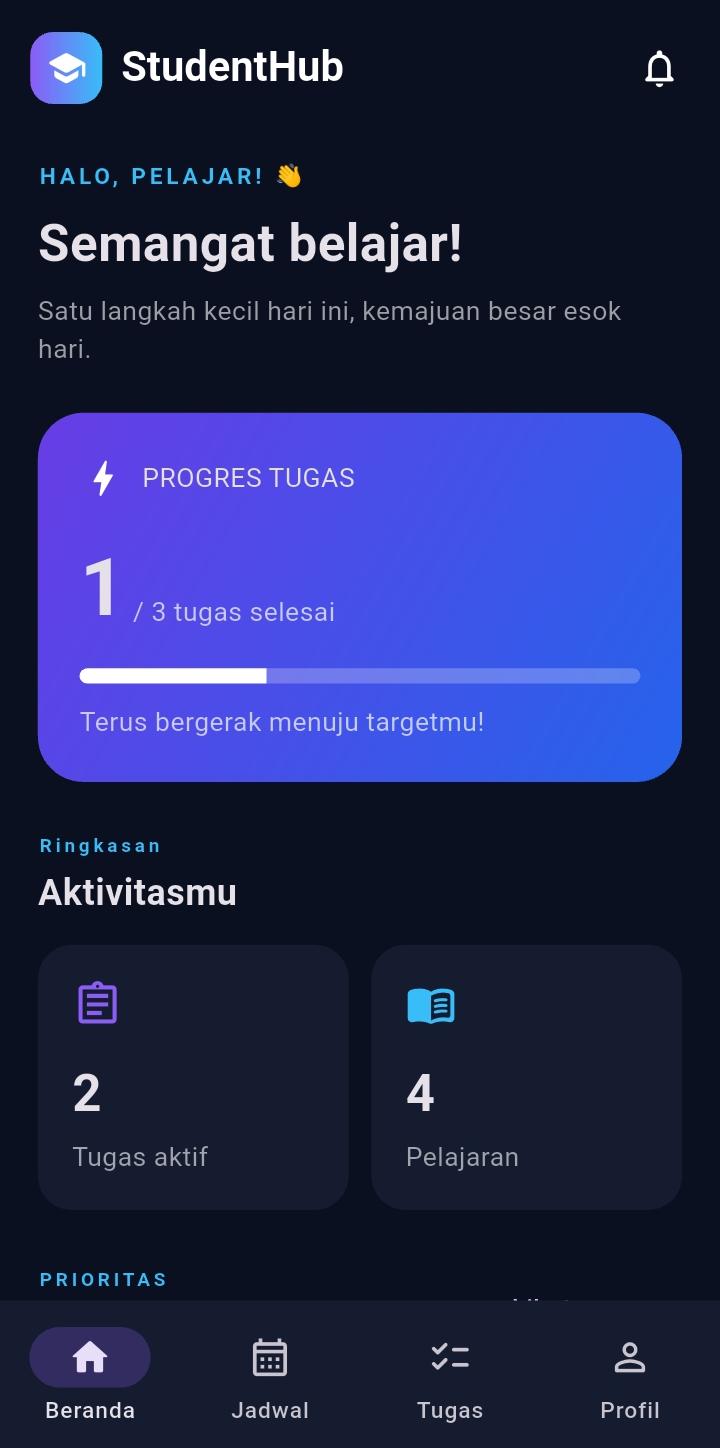 StudentHub
HALO, PELAJAR! 👋
Semangat belajar!
Satu langkah kecil hari ini, kemajuan besar esok
hari.
PROGRES TUGAS
1 / 3 tugas selesai
Terus bergerak menuju targetmu!
Ringkasan
Aktivitasmu
2
Tugas aktif
4
Pelajaran
PRIORITAS
Beranda
Jadwal
Tugas
Profil